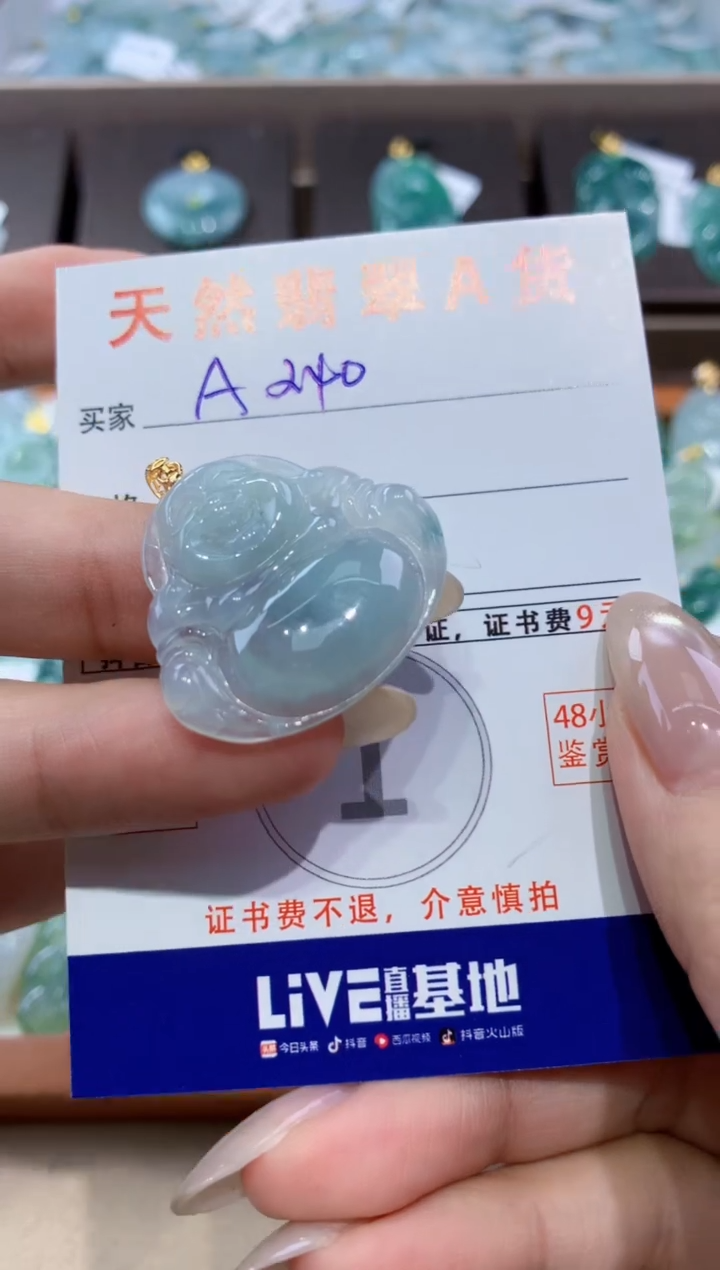 天然翡翠A货
买家 A240
证，证书费9元
48小
鉴赏
证书费不退，介意慎拍
LiVE直播基地
今日头条 抖音 西瓜视频 抖音火山版